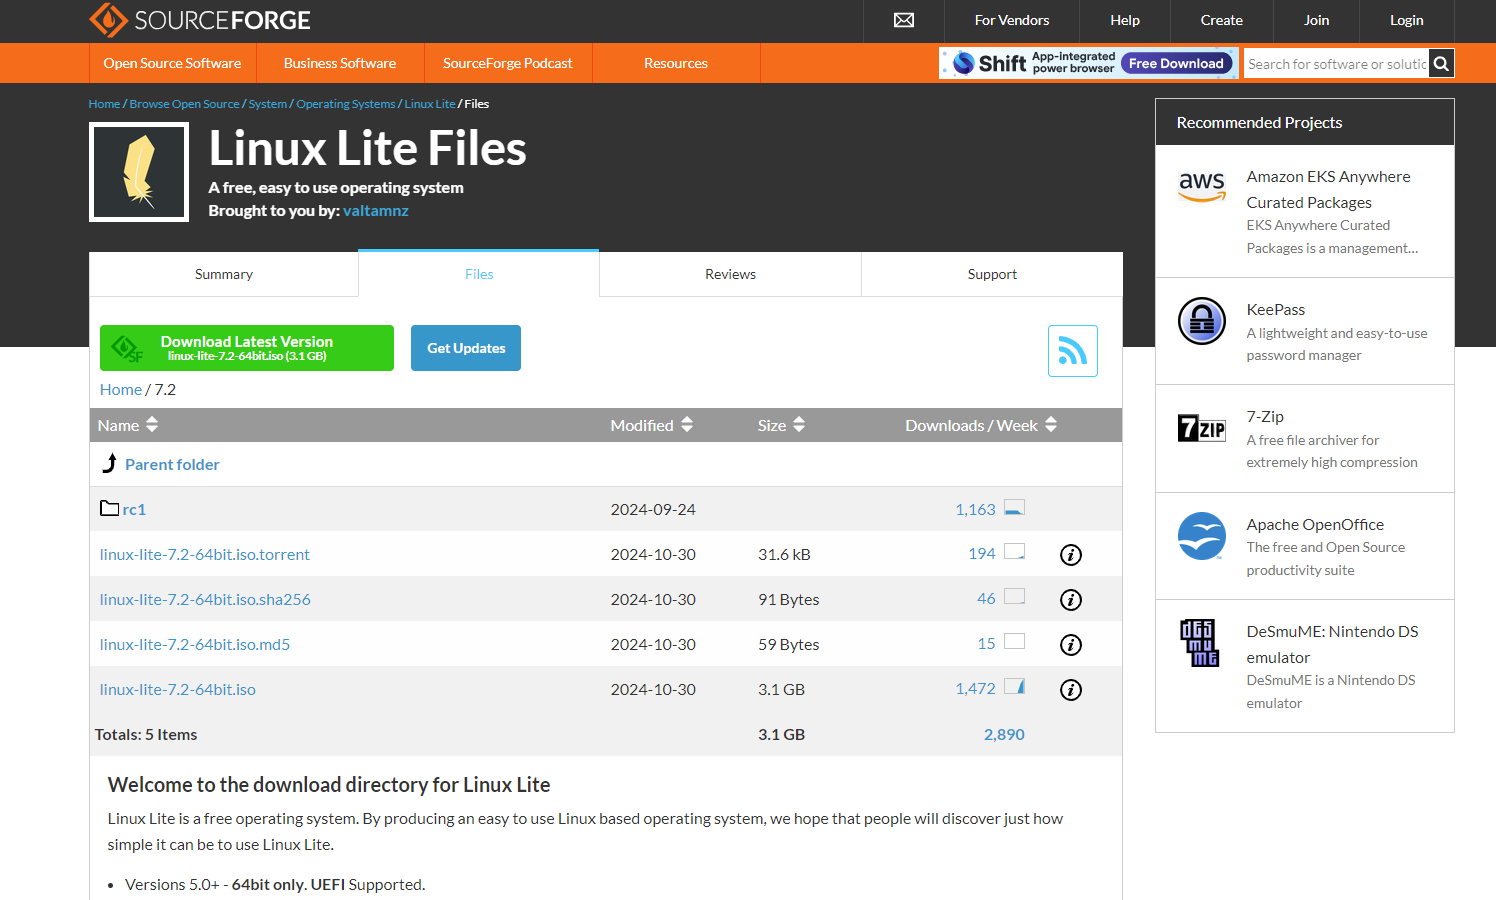 SOURCEFORGE
For Vendors
Help
Create
Join
Login
Open Source Software
Business Software
SourceForge Podcast
Resources
Shift
App-integrated
power browser
Free Download
Search for software or solutic
Home / Browse Open Source / System / Operating Systems / Linux Lite / Files
Linux Lite Files
A free, easy to use operating system
Brought to you by: valtamnz
Summary
Files
Reviews
Support
Download Latest Version
linux-lite-7.2-64bit.iso (3.1 GB)
SF
Get Updates
Home / 7.2
Name Modified Size Downloads / Week
Parent folder
rc1 2024-09-24 1,163
linux-lite-7.2-64bit.iso.torrent 2024-10-30 31.6 kB 194
linux-lite-7.2-64bit.iso.sha256 2024-10-30 91 Bytes 46
linux-lite-7.2-64bit.iso.md5 2024-10-30 59 Bytes 15
linux-lite-7.2-64bit.iso 2024-10-30 3.1 GB 1,472
Totals: 5 Items 3.1 GB 2,890
Welcome to the download directory for Linux Lite
Linux Lite is a free operating system. By producing an easy to use Linux based operating system, we hope that people will discover just how
simple it can be to use Linux Lite.
• Versions 5.0+ - 64bit only. UEFI Supported.
Recommended Projects
aws
Amazon EKS Anywhere
Curated Packages
EKS Anywhere Curated
Packages is a management...
KeePass
A lightweight and easy-to-use
password manager
7 ZIP
7-Zip
A free file archiver for
extremely high compression
Apache OpenOffice
The free and Open Source
productivity suite
DeSmuME
DeSmuME: Nintendo DS
emulator
DeSmuME is a Nintendo DS
emulator